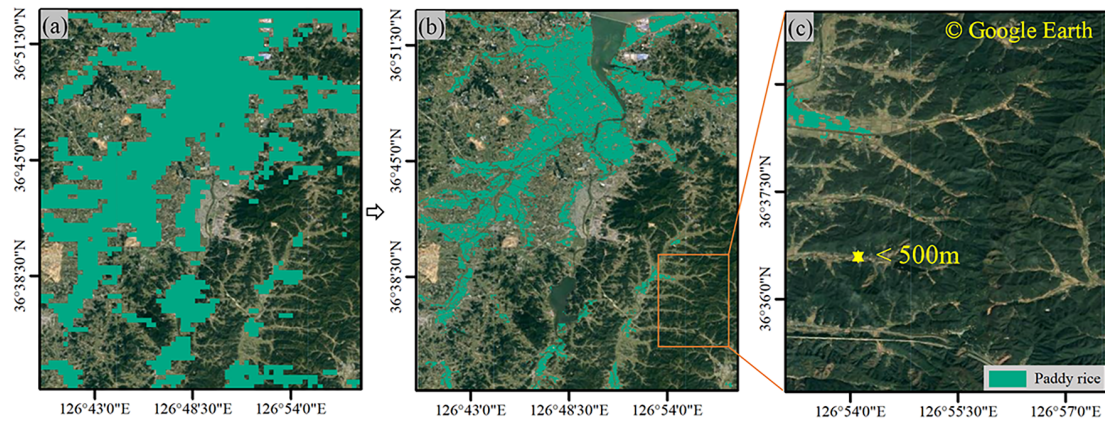 (a)
(b)
(c)
© Google Earth
36°51'30"N
36°45'0"N
36°38'30"N
126°43'0"E
126°48'30"E
126°54'0"E
36°51'30"N
36°45'0"N
36°38'30"N
126°43'0"E
126°48'30"E
126°54'0"E
36°37'30"N
36°36'0"N
< 500m
Paddy rice
126°54'0"E
126°55'30"E
126°57'0"E